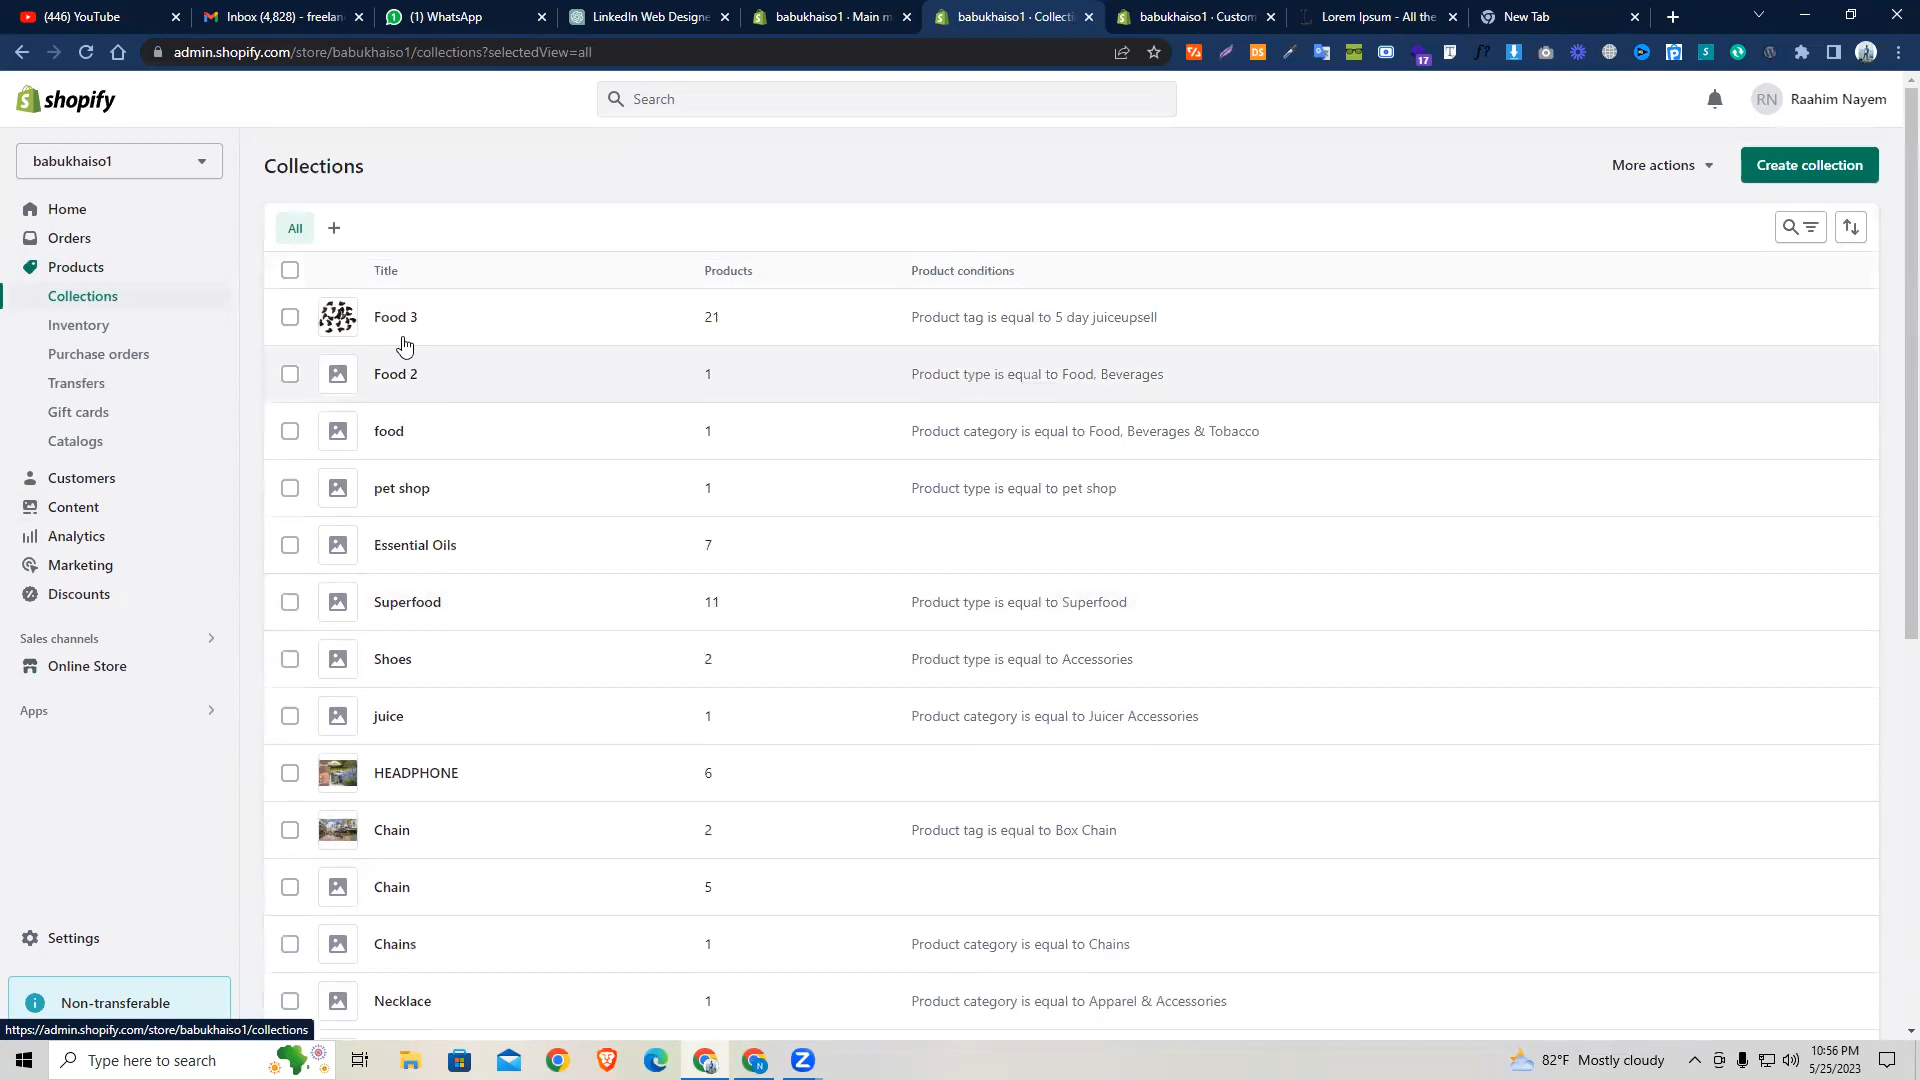 (446) YouTube
Inbox (4,828) - freelan
(1) WhatsApp
LinkedIn Web Designe
babukhaiso1 · Main m
babukhaiso1 · Collecti
babukhaiso1 · Custom
Lorem Ipsum - All the
New Tab
admin.shopify.com/store/babukhaiso1/collections?selectedView=all
17
shopify
Search
RN
Raahim Nayem
babukhaiso1
Home
Orders
Products
Collections
Inventory
Purchase orders
Transfers
Gift cards
Catalogs
Customers
Content
Analytics
Marketing
Discounts
Sales channels
Online Store
Apps
Settings
Non-transferable
https://admin.shopify.com/store/babukhaiso1/collections
Collections
More actions
Create collection
All
Title Products Product conditions
Food 3 21 Product tag is equal to 5 day juiceupsell
Food 2 1 Product type is equal to Food, Beverages
food 1 Product category is equal to Food, Beverages & Tobacco
pet shop 1 Product type is equal to pet shop
Essential Oils 7
Superfood 11 Product type is equal to Superfood
Shoes 2 Product type is equal to Accessories
juice 1 Product category is equal to Juicer Accessories
HEADPHONE 6
Chain 2 Product tag is equal to Box Chain
Chain 5
Chains 1 Product category is equal to Chains
Necklace 1 Product category is equal to Apparel & Accessories
Type here to search
82°F Mostly cloudy
10:56 PM
5/25/2023